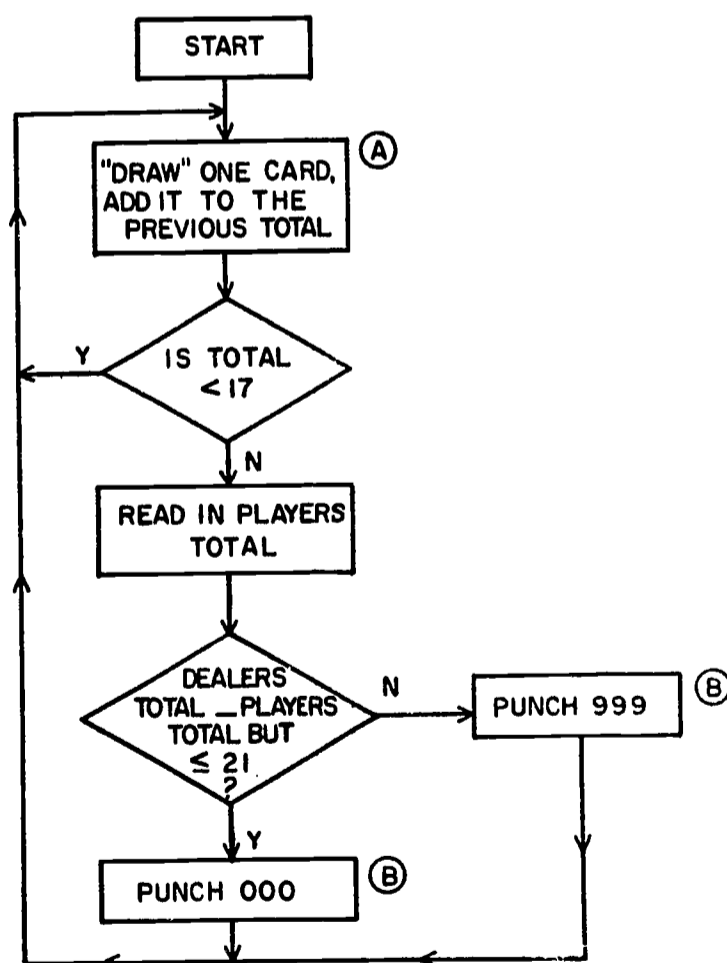 START
"DRAW" ONE CARD,
ADD IT TO THE
PREVIOUS TOTAL
A
IS TOTAL
< 17
Y
N
READ IN PLAYERS
TOTAL
DEALERS
TOTAL _ PLAYERS
TOTAL BUT
≤ 21
?
N
PUNCH 999
B
Y
PUNCH 000
B